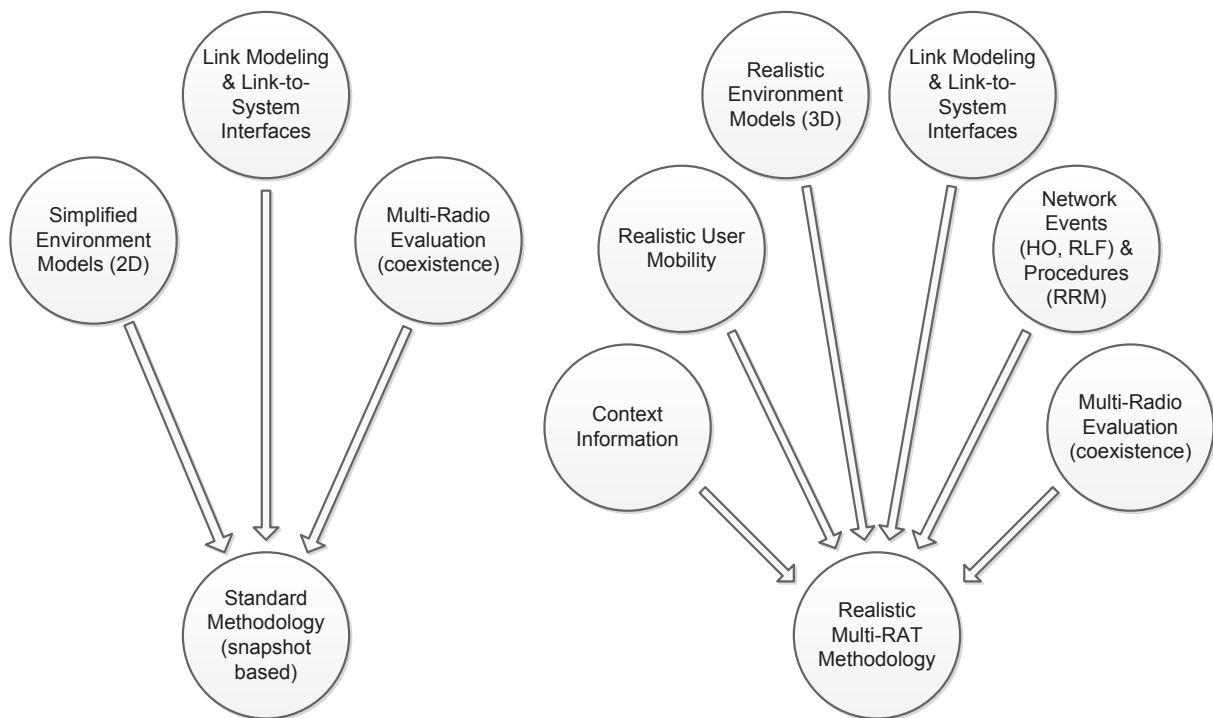 Link Modeling
& Link-to-
System
Interfaces
Simplified
Environment
Models (2D)
Multi-Radio
Evaluation
(coexistence)
Standard
Methodology
(snapshot
based)
Realistic
Environment
Models (3D)
Link Modeling
& Link-to-
System
Interfaces
Realistic User
Mobility
Network
Events
(HO, RLF) &
Procedures
(RRM)
Context
Information
Multi-Radio
Evaluation
(coexistence)
Realistic
Multi-RAT
Methodology